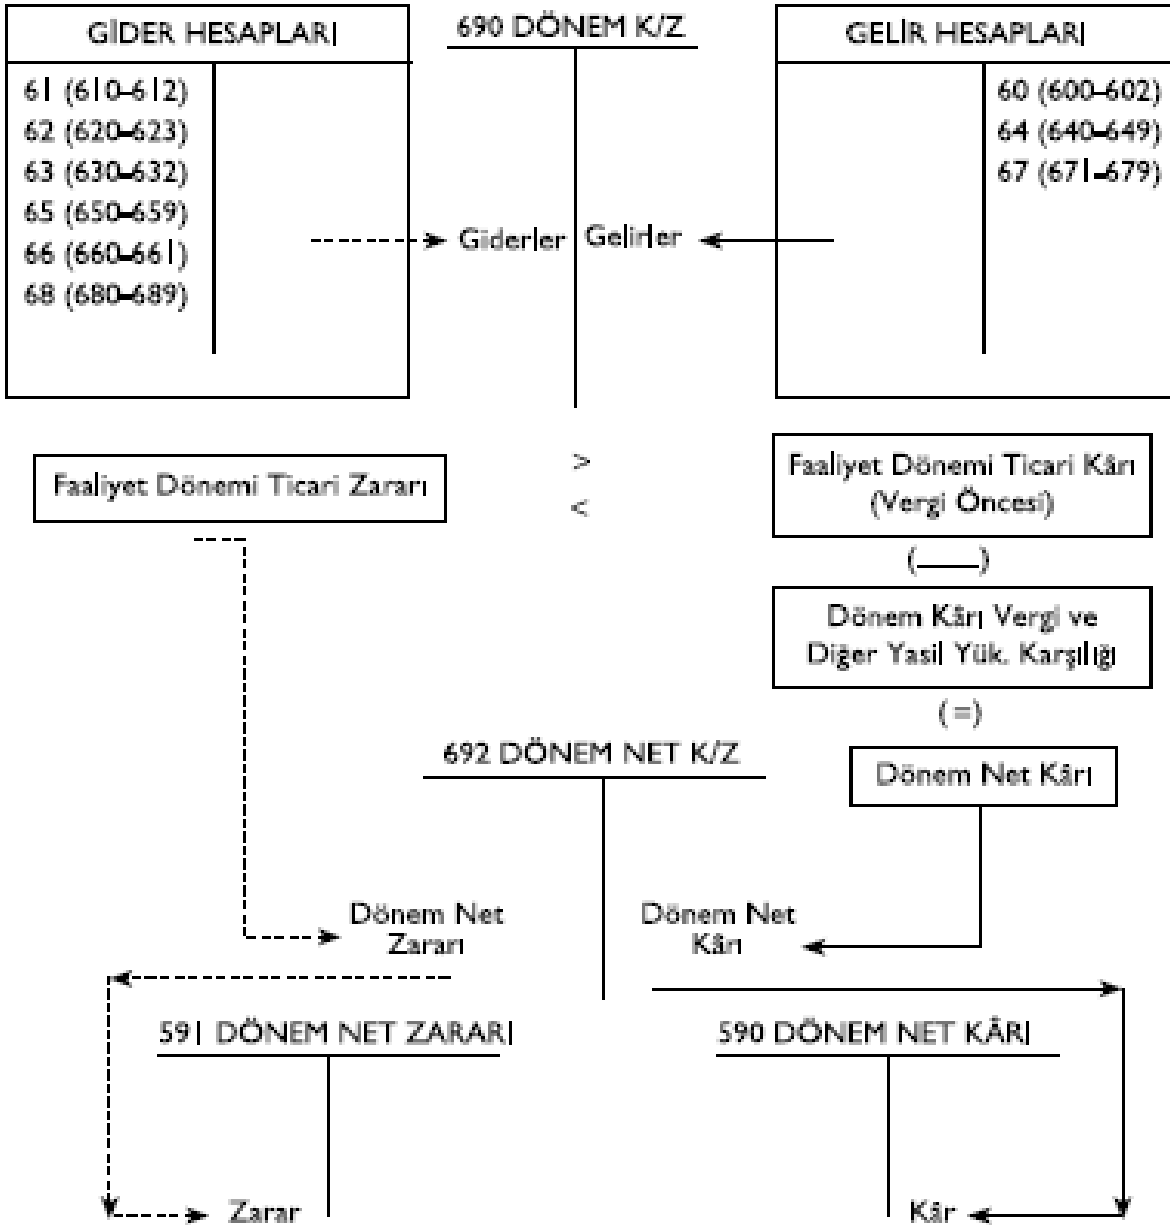 GİDER HESAPLARI
61 (610–612)
62 (620–623)
63 (630–632)
65 (650–659)
66 (660–661)
68 (680–689)
690 DÖNEM K/Z
Giderler
Gelirler
GELİR HESAPLARI
60 (600–602)
64 (640–649)
67 (671–679)
Faaliyet Dönemi Ticari Zararı
>
<
Faaliyet Dönemi Ticari Kârı
(Vergi Öncesi)
(___)
Dönem Kârı Vergi ve
Diğer Yasil Yük. Karşılığı
(=)
Dönem Net Kârı
692 DÖNEM NET K/Z
Dönem Net
Zararı
Dönem Net
Kârı
591 DÖNEM NET ZARARI
Zarar
590 DÖNEM NET KÂRI
Kâr